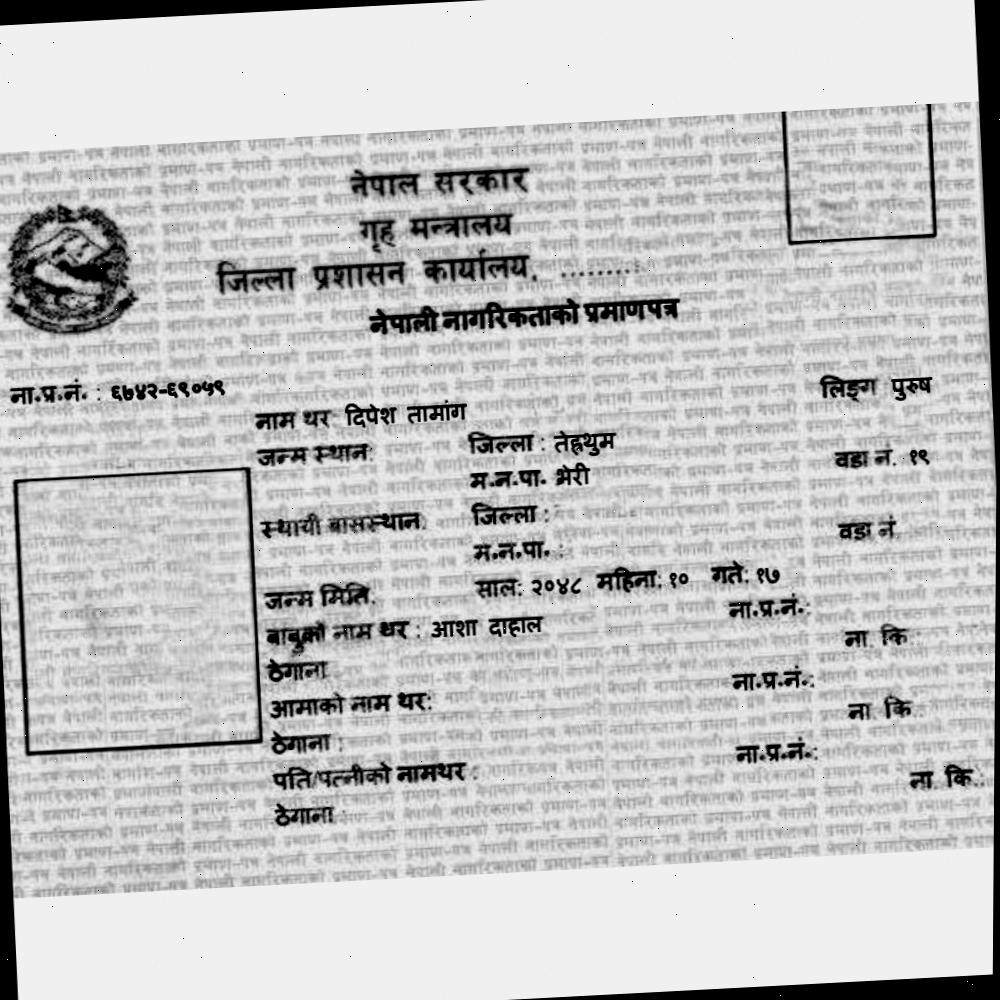 नेपाल सरकार
गृह मन्त्रालय
जिल्ला प्रशासन कार्यालय, .........
नेपाली नागरिकताको प्रमाणपत्र
ना.प्र.नं. : ६७४२-६९०५९
लिङ्ग पुरुष
नाम थर दिपेश तामांग
जन्म स्थान: जिल्ला : तेह्रथुम वडा नं. १९
म.न.पा. भेरी
स्थायी बासस्थान: जिल्ला : वडा नं.
म.न.पा. :
जन्म मिति. साल: २०४८ महिना: १० गते: १७
बाबुको नाम थर : आशा दाहाल ना.प्र.नं.:
ठेगाना ना. कि.:
आमाको नाम थर: ना.प्र.नं.:
ठेगाना : ना. कि.:
पति/पत्नीको नामथर : ना.प्र.नं.:
ठेगाना : ना. कि.: